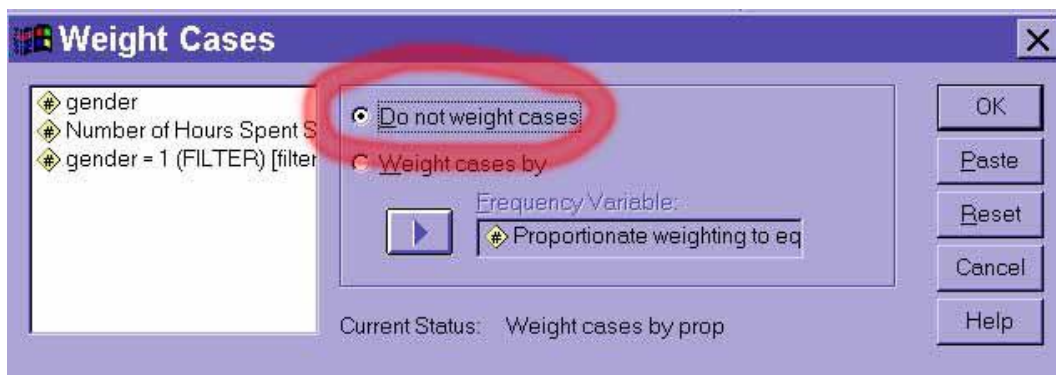 Weight Cases
gender
Number of Hours Spent S
gender = 1 (FILTER) [filter
Do not weight cases
Weight cases by
Frequency Variable:
Proportionate weighting to eq
Current Status: Weight cases by prop
OK
Paste
Reset
Cancel
Help